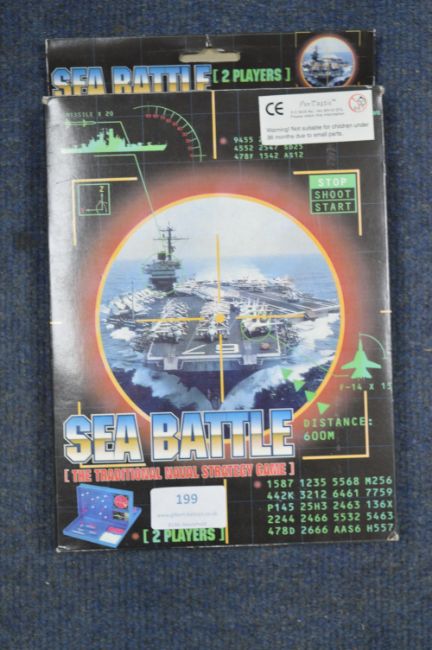 SEA BATTLE [ 2 PLAYERS ]
MISSILE X 20
CE
FunTastic™
Warning! Not suitable for children under
36 months due to small parts.
9455
4552 2547 SD25
478F 1542 AS12
STOP
SHOOT
START
Z
67
F-14 X 15
DISTANCE:
600M
SEA BATTLE
[ THE TRADITIONAL NAVAL STRATEGY GAME ]
199
[ 2 PLAYERS ]
1587 1235 5568 M256
442K 3212 6461 7759
P145 25H3 2463 136X
2244 2466 5532 5463
478D 2666 AAS6 H557